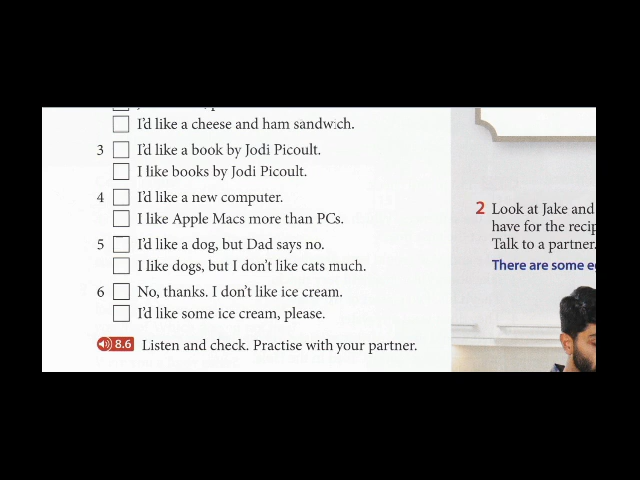 I'd like a cheese and ham sandwich.
3 I'd like a book by Jodi Picoult.
I like books by Jodi Picoult.
4 I'd like a new computer.
I like Apple Macs more than PCs.
5 I'd like a dog, but Dad says no.
I like dogs, but I don't like cats much.
6 No, thanks. I don't like ice cream.
I'd like some ice cream, please.
8.6 Listen and check. Practise with your partner.
2 Look at Jake and
have for the recip
Talk to a partner.
There are some e